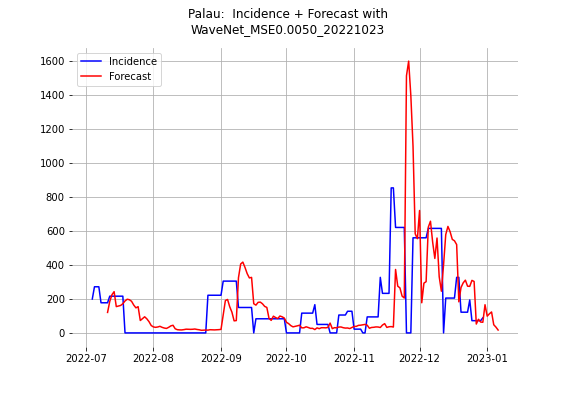 Palau:  Incidence + Forecast with
WaveNet_MSE0.0050_20221023
Incidence
Forecast
1600
1400
1200
1000
800
600
400
200
0
2022-07 2022-08 2022-09 2022-10 2022-11 2022-12 2023-01